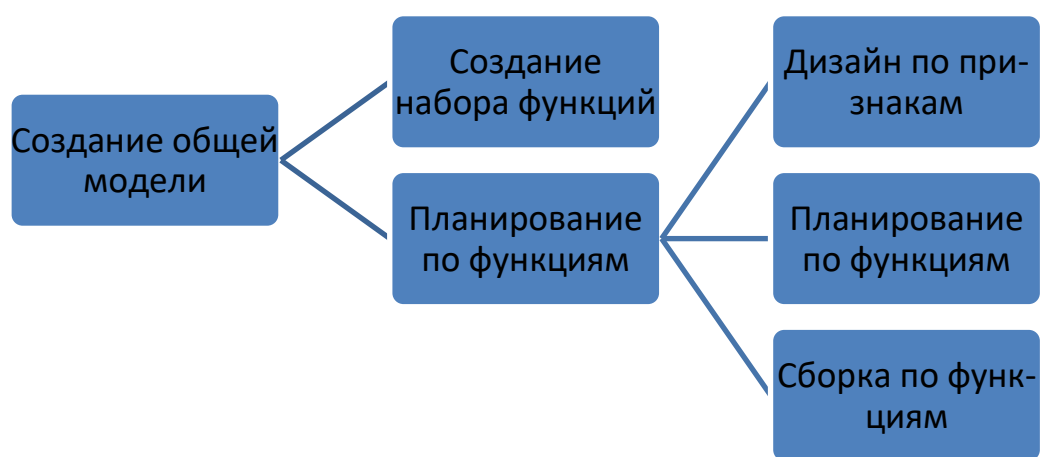 Создание общей
модели
Создание
набора функций
Планирование
по функциям
Дизайн по при-
знакам
Планирование
по функциям
Сборка по функ-
циям